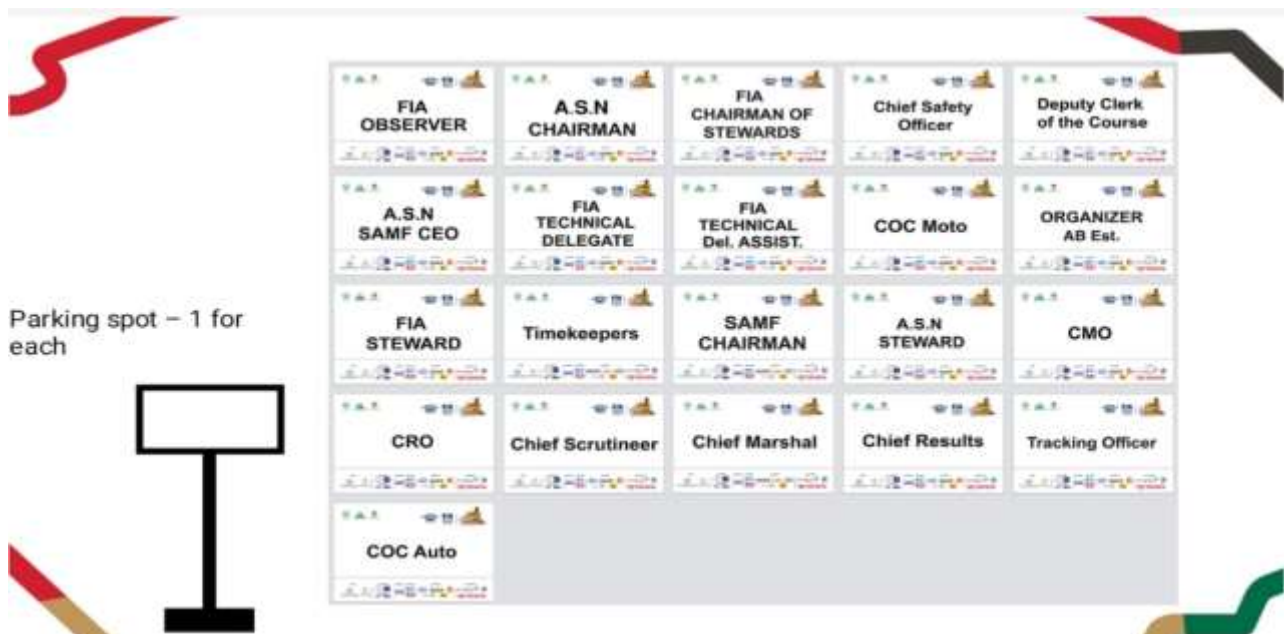 Parking spot – 1 for
each
FIA
OBSERVER
A.S.N
CHAIRMAN
FIA
CHAIRMAN OF
STEWARDS
Chief Safety
Officer
Deputy Clerk
of the Course
A.S.N
SAMF CEO
FIA
TECHNICAL
DELEGATE
FIA
TECHNICAL
Del. ASSIST.
COC Moto
ORGANIZER
AB Est.
FIA
STEWARD
Timekeepers
SAMF
CHAIRMAN
A.S.N
STEWARD
CMO
CRO
Chief Scrutineer
Chief Marshal
Chief Results
Tracking Officer
COC Auto